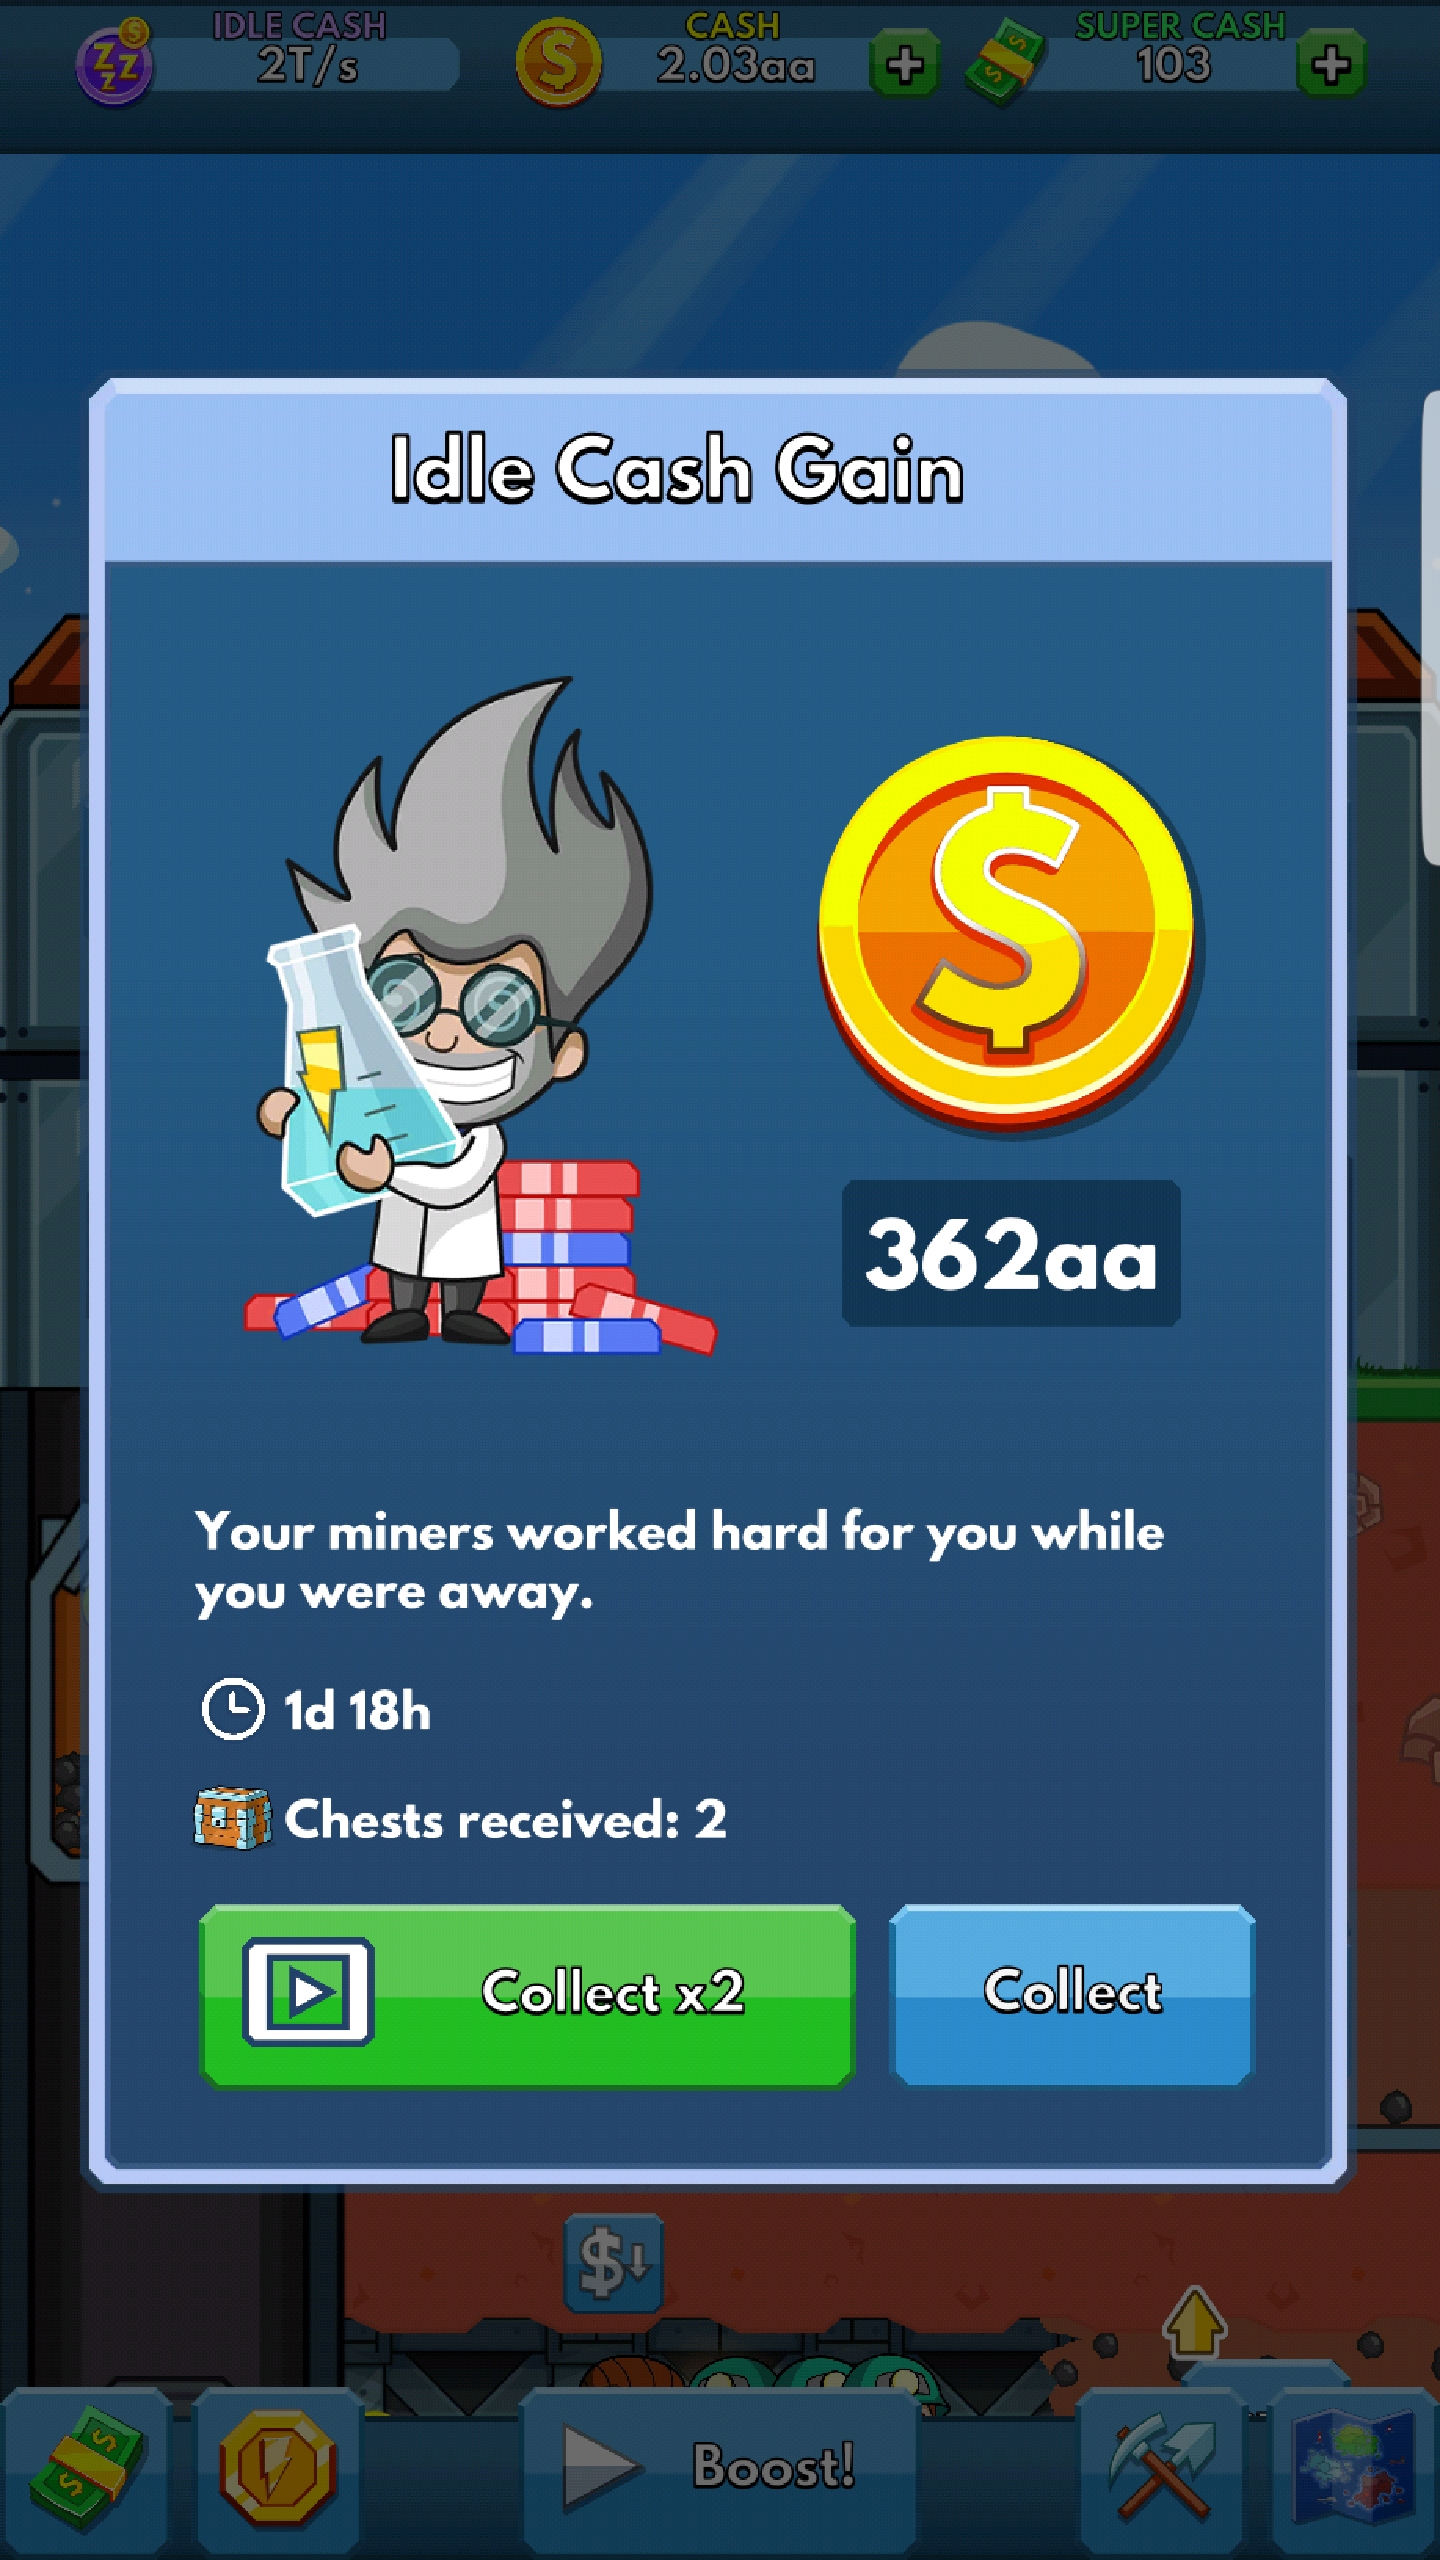 IDLE CASH
2T/s
CASH
2.03aa
SUPER CASH
103
Idle Cash Gain
362aa
Your miners worked hard for you while
you were away.
1d 18h
Chests received: 2
Collect x2
Collect
Boost!